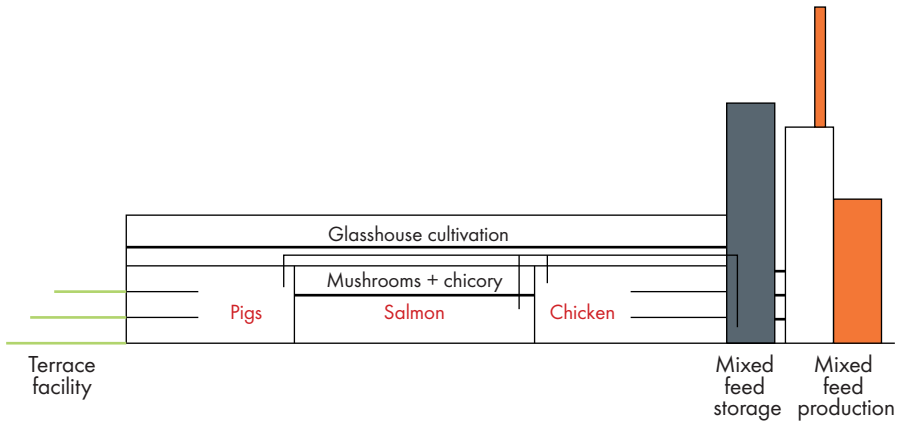 Glasshouse cultivation
Mushrooms + chicory
Pigs
Salmon
Chicken
Terrace
facility
Mixed
feed
storage
Mixed
feed
production